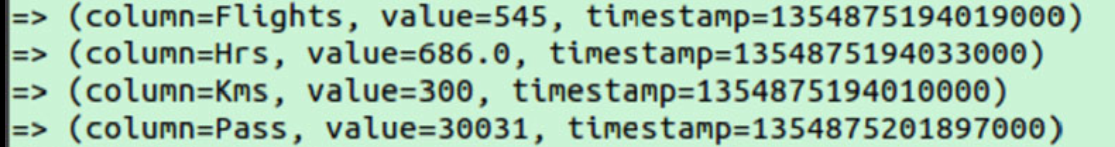 => (column=Flights, value=545, timestamp=1354875194019000)
=> (column=Hrs, value=686.0, timestamp=1354875194033000)
=> (column=Kms, value=300, timestamp=1354875194010000)
=> (column=Pass, value=30031, timestamp=1354875201897000)